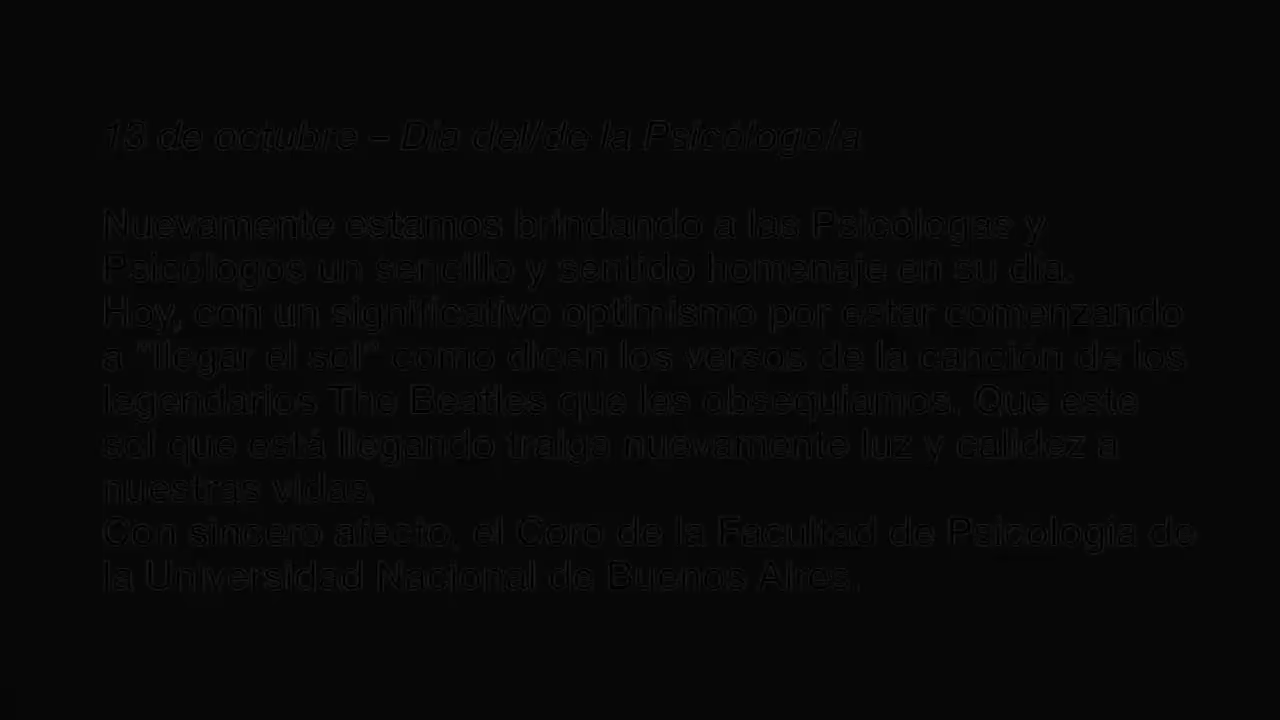 13 de octubre – Dia del/de la Psicólogo/a
Nuevamente estamos brindando a las Psicólogas y
Psicólogos un sencillo y sentido homenaje en su día.
Hoy, con un significativo optimismo por estar comenzando
a "llegar el sol" como dicen los versos de la canción de los
legendarios The Beatles que les obsequiamos. Que este
sol que está llegando traiga nuevamente luz y calidez a
nuestras vidas.
Con sincero afecto, el Coro de la Facultad de Psicología de
la Universidad Nacional de Buenos Aires.